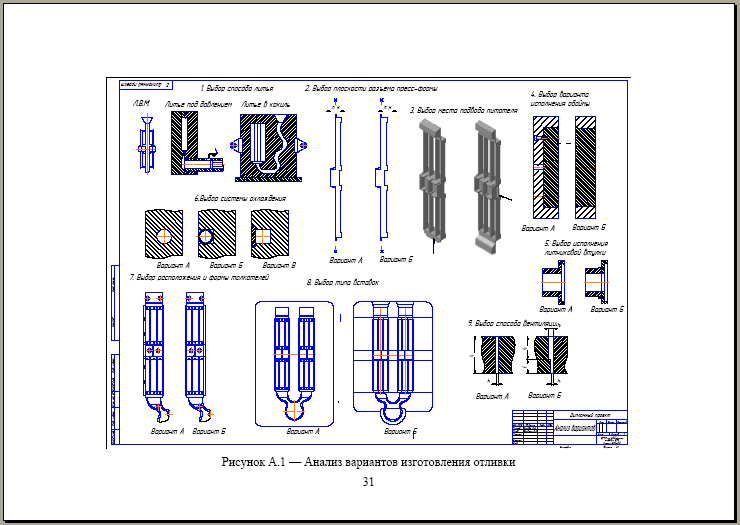 1 Выбор способа литья
2. Выбор плоскости разъема пресс-формы
Л.В.М
Литье под давлением
Литье в кокиль
3. Выбор места подвода питателя
4. Выбор варианта
исполнения обоймы
Вариант А
Вариант Б
Вариант А
Вариант Б
6.Выбор системы охлаждения
Вариант А
Вариант Б
Вариант В
5. Выбор исполнения
литниковой втулки
Вариант А
Вариант Б
7. Выбор расположения и формы толкателей
8. Выбор типа вставок
9. Выбор способа вентиляции
Вариант А
Вариант Б
Вариант А
Вариант Б
Вариант А
Вариант Б
Дипломный проект
Анализ вариантов
Рисунок А.1 — Анализ вариантов изготовления отливки
31